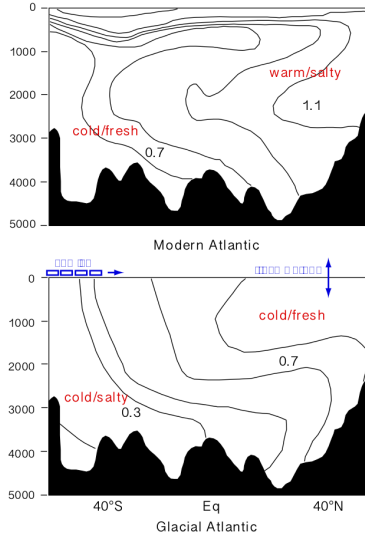 0
1000
warm/salty
2000
1.1
cold/fresh
3000
0.7
4000
5000
Modern Atlantic
0
cold/fresh
1000
2000
0.7
cold/salty
3000
0.3
4000
5000
40°S Eq 40°N
Glacial Atlantic